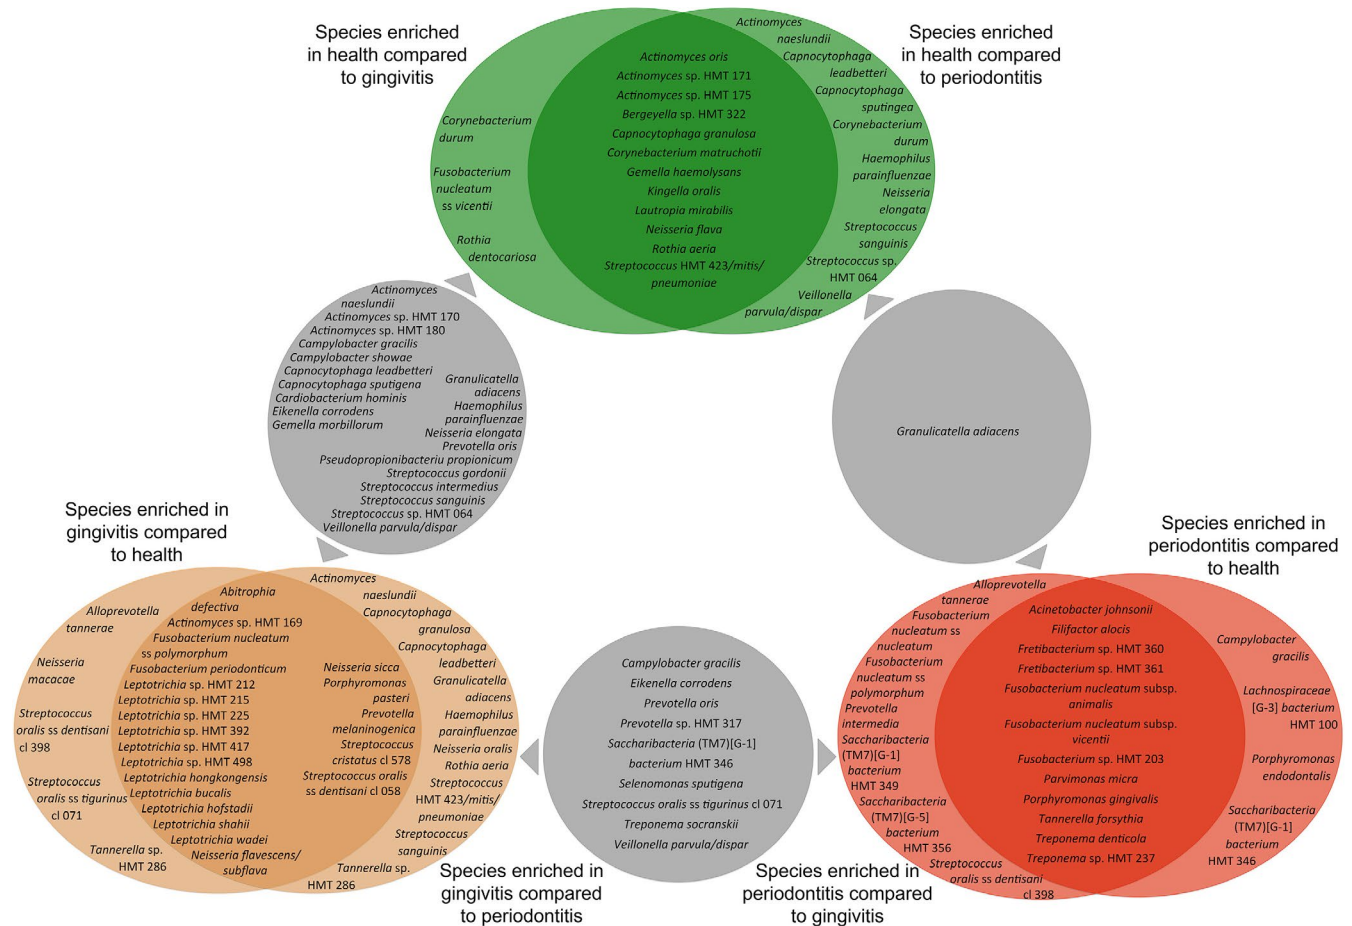 Species enriched
in health compared
to gingivitis
Species enriched
in health compared
to periodontitis
Corynebacterium
durum
Fusobacterium
nucleatum
ss vicentii
Rothia
dentocariosa
Actinomyces oris
Actinomyces sp. HMT 171
Actinomyces sp. HMT 175
Bergeyella sp. HMT 322
Capnocytophaga granulosa
Corynebacterium matruchotii
Gemella haemolysans
Kingella oralis
Lautropia mirabilis
Neisseria flava
Rothia aeria
Streptococcus HMT 423/mitis/
pneumoniae
Actinomyces
naeslundii
Capnocytophaga
leadbetteri
Capnocytophaga
sputingea
Corynebacterium
durum
Haemophilus
parainfluenzae
Neisseria
elongata
Streptococcus
sanguinis
Streptococcus sp.
HMT 064
Veillonella
parvula/dispar
Actinomyces
naeslundii
Actinomyces sp. HMT 170
Actinomyces sp. HMT 180
Campylobacter gracilis
Campylobacter showae
Capnocytophaga leadbetteri
Capnocytophaga sputigena
Cardiobacterium hominis
Eikenella corrodens
Gemella morbillorum
Granulicatella
adiacens
Haemophilus
parainfluenzae
Neisseria elongata
Prevotella oris
Pseudopropionibacteriu propionicum
Streptococcus gordonii
Streptococcus intermedius
Streptococcus sanguinis
Streptococcus sp. HMT 064
Veillonella parvula/dispar
Granulicatella adiacens
Species enriched in
gingivitis compared
to health
Alloprevotella
tannerae
Neisseria
macacae
Streptococcus
oralis ss dentisani
cl 398
Streptococcus
oralis ss tigurinus
cl 071
Tannerella sp.
HMT 286
Abitrophia
defectiva
Actinomyces sp. HMT 169
Fusobacterium nucleatum
ss polymorphum
Fusobacterium periodonticum
Leptotrichia sp. HMT 212
Leptotrichia sp. HMT 215
Leptotrichia sp. HMT 225
Leptotrichia sp. HMT 392
Leptotrichia sp. HMT 417
Leptotrichia sp. HMT 498
Leptotrichia hongkongensis
Leptotrichia bucalis
Leptotrichia hofstadii
Leptotrichia shahii
Leptotrichia wadei
Neisseria flavescens/
subflava
Neisseria sicca
Porphyromonas
pasteri
Prevotella
melaninogenica
Streptococcus
cristatus cl 578
Streptococcus oralis
ss dentisani cl 058
Actinomyces
naeslundii
Capnocytophaga
granulosa
Capnocytophaga
leadbetteri
Granulicatella
adiacens
Haemophilus
parainfluenzae
Neisseria oralis
Rothia aeria
Streptococcus
HMT 423/mitis/
pneumoniae
Streptococcus
sanguinis
Tannerella sp.
HMT 286
Species enriched in
gingivitis compared
to periodontitis
Campylobacter gracilis
Eikenella corrodens
Prevotella oris
Prevotella sp. HMT 317
Saccharibacteria (TM7)[G-1]
bacterium HMT 346
Selenomonas sputigena
Streptococcus oralis ss tigurinus cl 071
Treponema socranskii
Veillonella parvula/dispar
Species enriched in
periodontitis compared
to gingivitis
Species enriched in
periodontitis compared
to health
Alloprevotella
tannerae
Fusobacterium
nucleatum ss
nucleatum
Fusobacterium
nucleatum ss
polymorphum
Prevotella
intermedia
Saccharibacteria
(TM7)[G-1]
bacterium
HMT 349
Saccharibacteria
(TM7)[G-5]
bacterium
HMT 356
Streptococcus
oralis ss dentisani
cl 398
Acinetobacter johnsonii
Filifactor alocis
Fretibacterium sp. HMT 360
Fretibacterium sp. HMT 361
Fusobacterium nucleatum subsp.
animalis
Fusobacterium nucleatum subsp.
vicentii
Fusobacterium sp. HMT 203
Parvimonas micra
Porphyromonas gingivalis
Tannerella forsythia
Treponema denticola
Treponema sp. HMT 237
Campylobacter
gracilis
Lachnospiraceae
[G-3] bacterium
HMT 100
Porphyromonas
endodontalis
Saccharibacteria
(TM7)[G-1]
bacterium
HMT 346